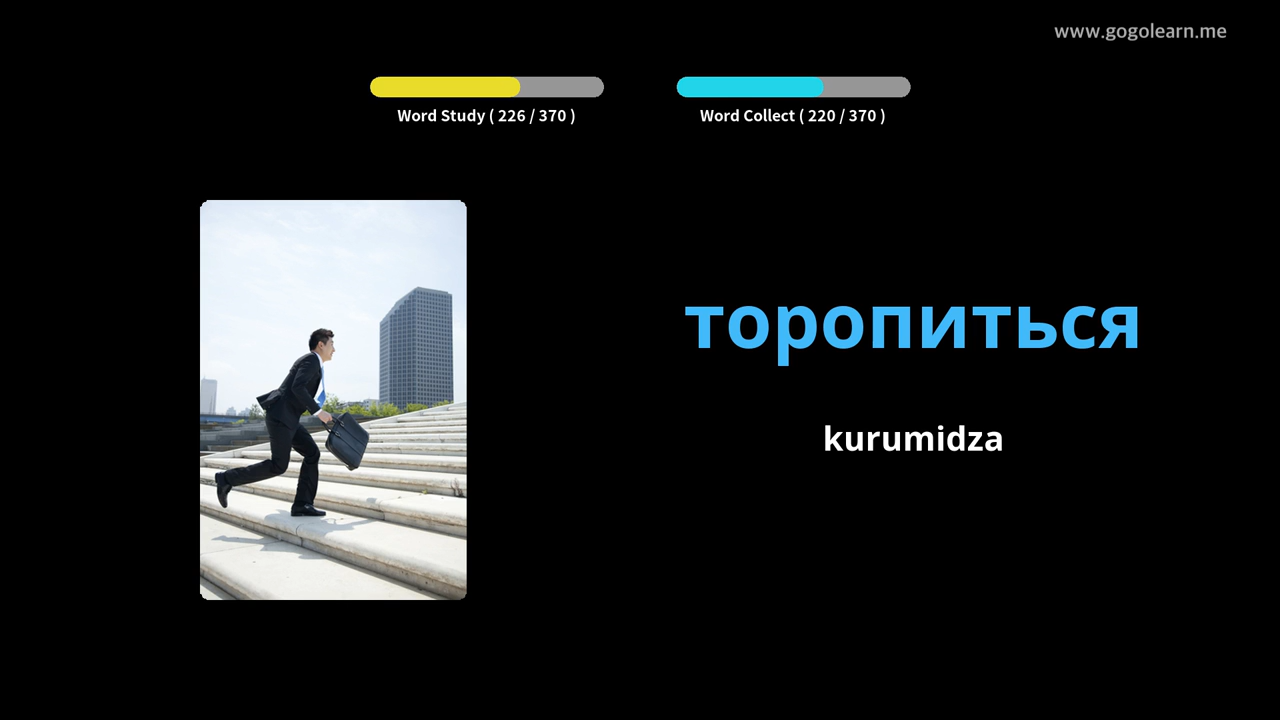 www.gogolearn.me
Word Study ( 226 / 370 )
Word Collect ( 220 / 370 )
торопиться
kurumidza